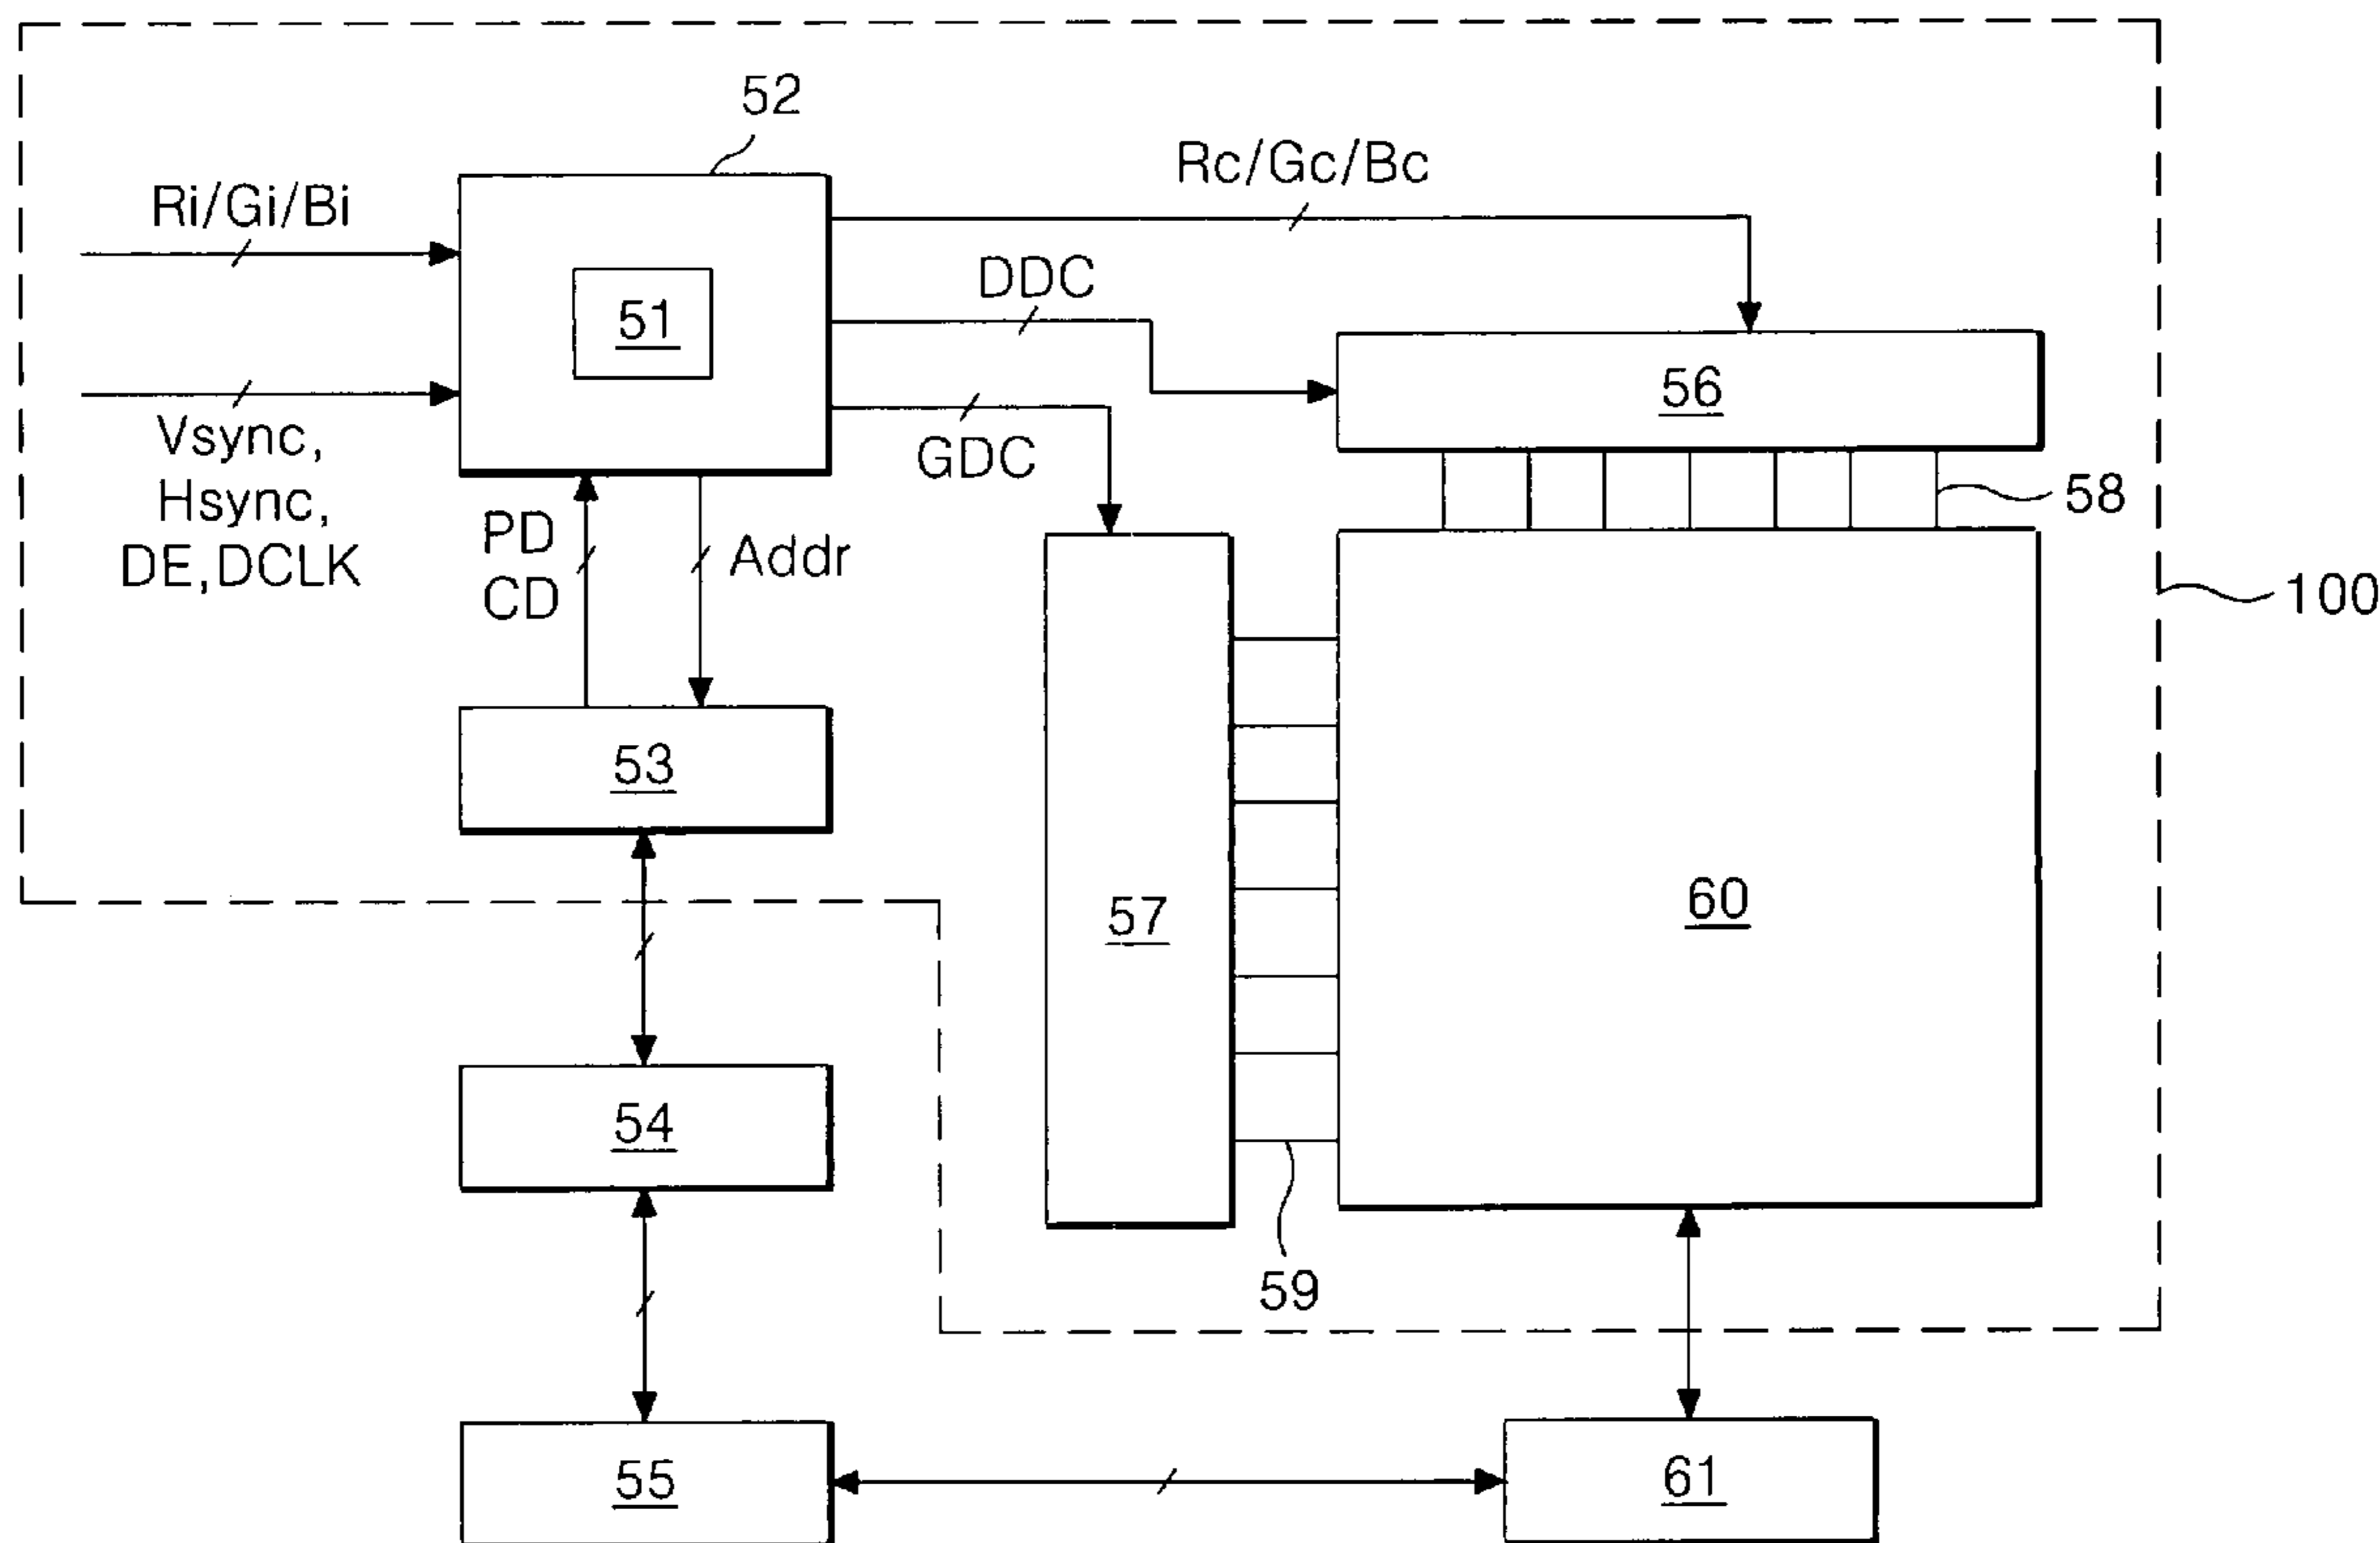 52
Rc/Gc/Bc
Ri/Gi/Bi
DDC
51
56
Vsync,
Hsync,
DE,DCLK
GDC
58
PD
CD
Addr
100
53
57
60
54
59
55
61